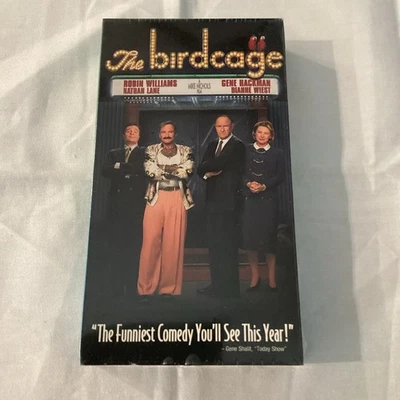 The birdcage
ROBIN WILLIAMS GENE HACKMAN
NATHAN LANE DIANNE WIEST
A
MIKE NICHOLS
FILM
"The Funniest Comedy You'll See This Year!"
– Gene Shalit, "Today Show"